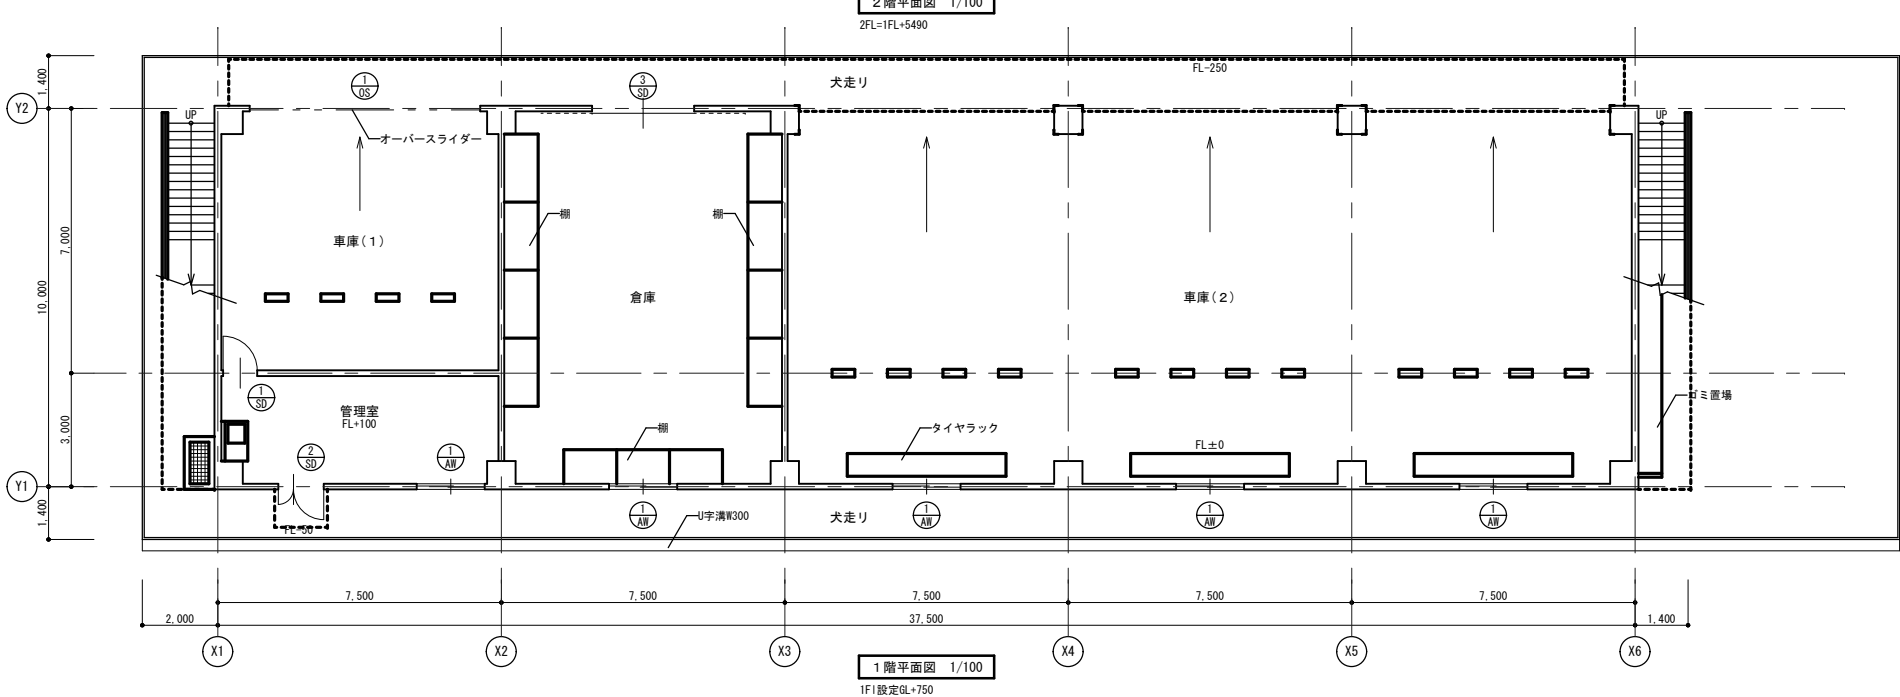 2階平面図 1/100
2FL=1FL+5490
FL-250
犬走り
1
OS
3
SD
Y2
1,400
UP
UP
オーバースライダー
棚
棚
車庫(1)
7,000
10,000
倉庫
車庫(2)
1
SD
管理室
FL+100
ゴミ置場
3,000
棚
タイヤラック
FL±0
2
SD
1
AW
Y1
1,400
FL-50
U字溝W300
犬走り
1
AW
1
AW
1
AW
1
AW
7,500
7,500
7,500
7,500
7,500
2,000
37,500
1,400
X1
X2
X3
X4
X5
X6
1階平面図 1/100
1Fl設定GL+750